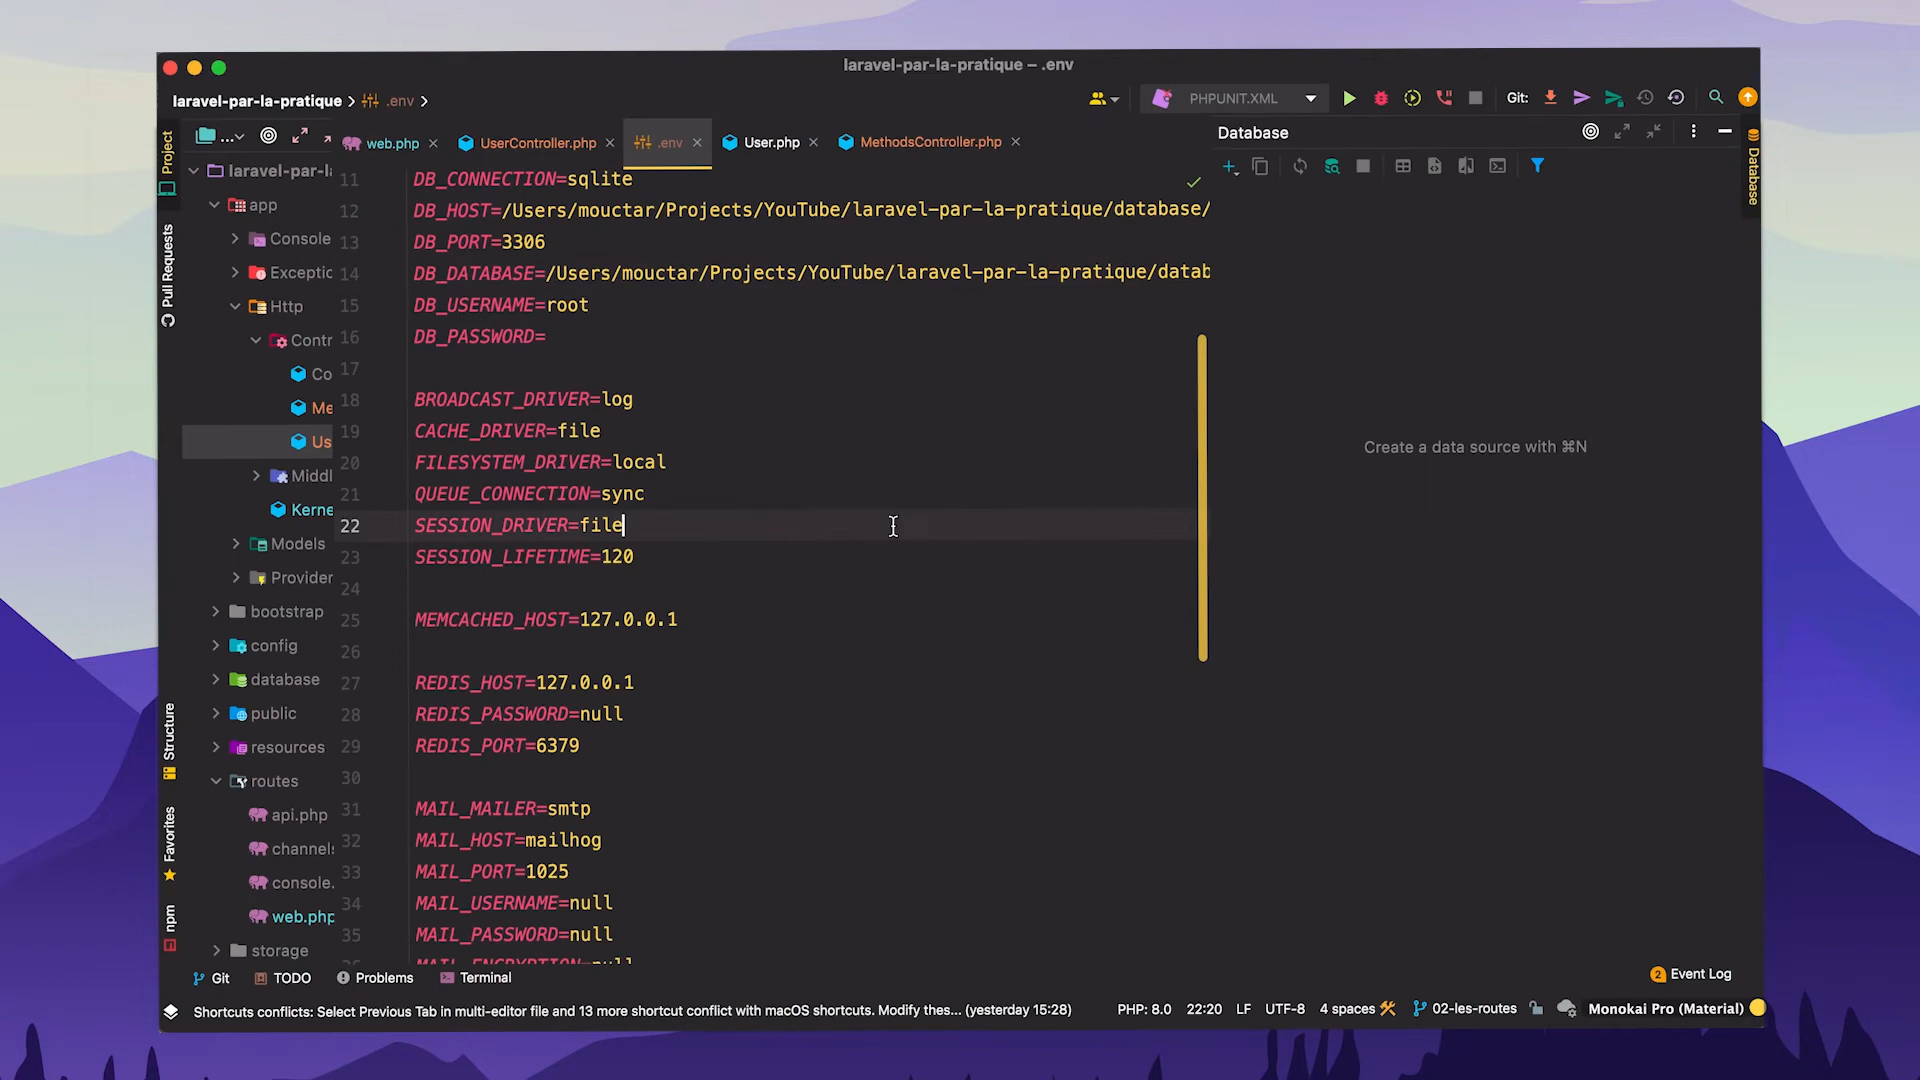 laravel-par-la-pratique – .env
laravel-par-la-pratique
.env
PHPUNIT.XML
Git:
Project
Pull Requests
Structure
Favorites
npm
...
laravel-par-l
app
Console
Exceptic
Http
Contr
Co
Me
Us
Middl
Kerne
Models
Provider
bootstrap
config
database
public
resources
routes
api.php
channel
console.
web.php
storage
web.php
UserController.php
.env
User.php
MethodsController.php
11 DB_CONNECTION=sqlite
12 DB_HOST=/Users/mouctar/Projects/YouTube/laravel-par-la-pratique/database/
13 DB_PORT=3306
14 DB_DATABASE=/Users/mouctar/Projects/YouTube/laravel-par-la-pratique/datab
15 DB_USERNAME=root
16 DB_PASSWORD=
17
18 BROADCAST_DRIVER=log
19 CACHE_DRIVER=file
20 FILESYSTEM_DRIVER=local
21 QUEUE_CONNECTION=sync
22 SESSION_DRIVER=file
23 SESSION_LIFETIME=120
24
25 MEMCACHED_HOST=127.0.0.1
26
27 REDIS_HOST=127.0.0.1
28 REDIS_PASSWORD=null
29 REDIS_PORT=6379
30
31 MAIL_MAILER=smtp
32 MAIL_HOST=mailhog
33 MAIL_PORT=1025
34 MAIL_USERNAME=null
35 MAIL_PASSWORD=null
36 MAIL_ENCRYPTION=null
Database
Create a data source with ⌘N
Database
Git
TODO
Problems
Terminal
2 Event Log
Shortcuts conflicts: Select Previous Tab in multi-editor file and 13 more shortcut conflict with macOS shortcuts. Modify thes... (yesterday 15:28)
PHP: 8.0
22:20
LF
UTF-8
4 spaces
02-les-routes
Monokai Pro (Material)